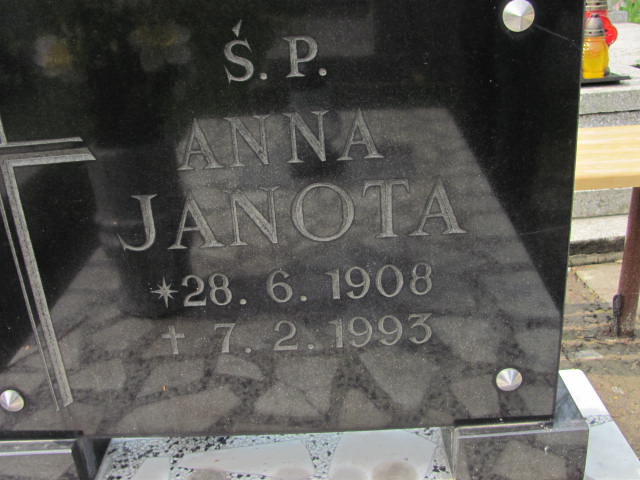 Ś. P.
ANNA
JANOTA
* 28. 6. 1908
+ 7. 2. 1993